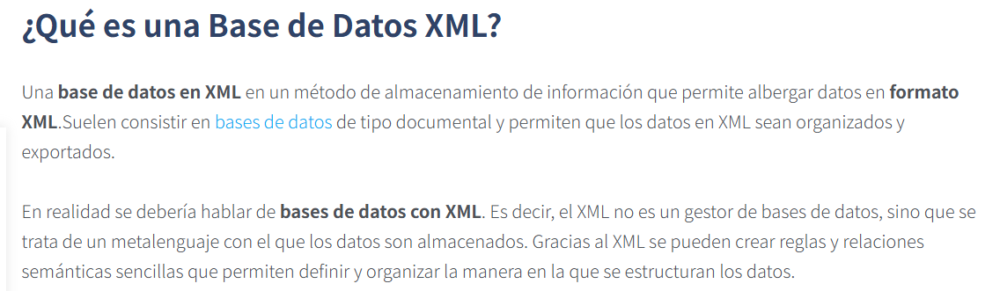 ¿Qué es una Base de Datos XML?
Una base de datos en XML en un método de almacenamiento de información que permite albergar datos en formato
XML.Suelen consistir en bases de datos de tipo documental y permiten que los datos en XML sean organizados y
exportados.
En realidad se debería hablar de bases de datos con XML. Es decir, el XML no es un gestor de bases de datos, sino que se
trata de un metalenguaje con el que los datos son almacenados. Gracias al XML se pueden crear reglas y relaciones
semánticas sencillas que permiten definir y organizar la manera en la que se estructuran los datos.